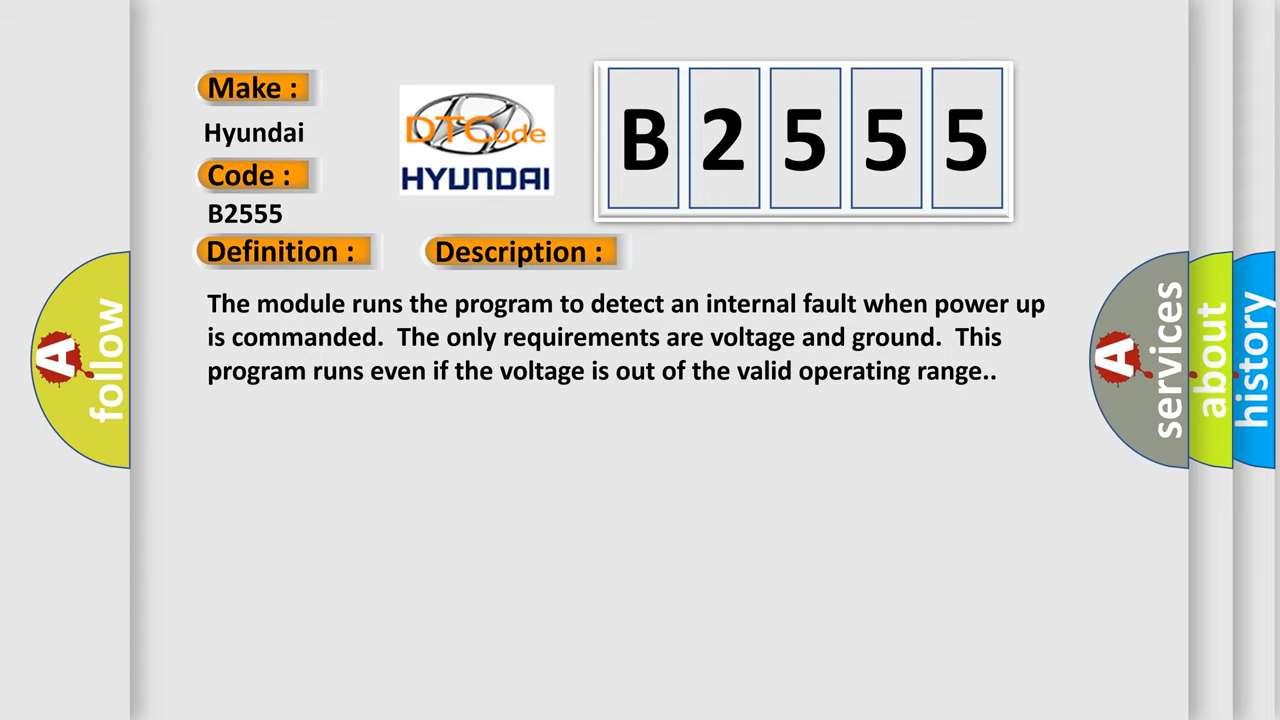 Make :
Hyundai
Code :
B2555
Definition :
Description :
The module runs the program to detect an internal fault when power up
is commanded  The only requirements are voltage and ground  This
program runs even if the voltage is out of the valid operating range..
DTCode
HYUNDAI
B 2 5 5 5
A follow
A services
about
history